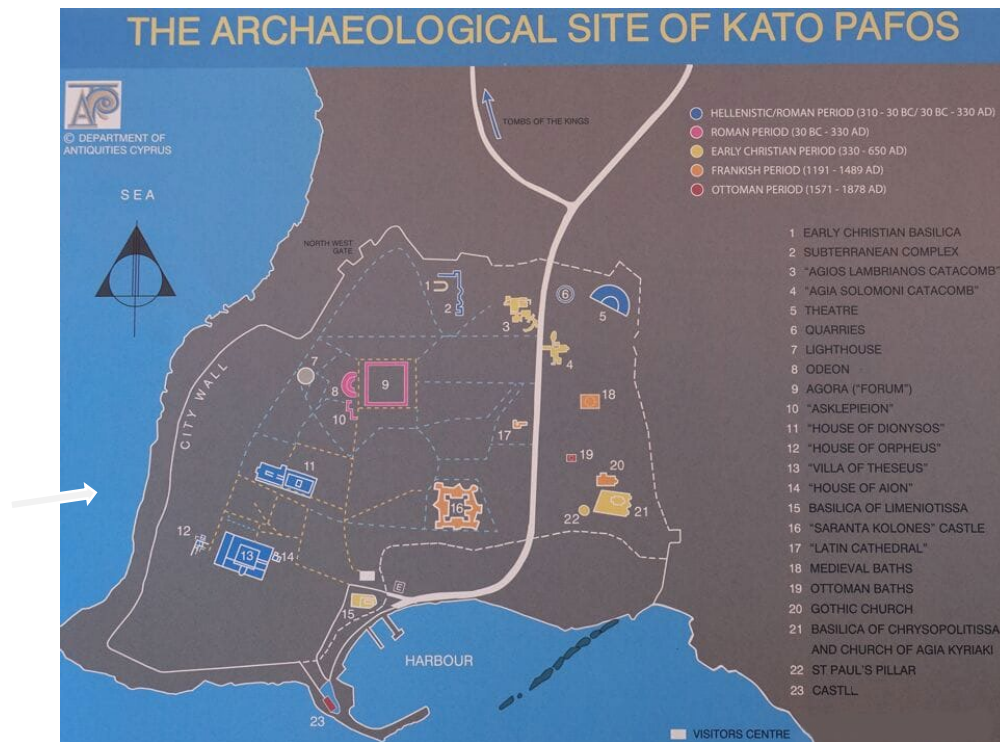 THE ARCHAEOLOGICAL SITE OF KATO PAFOS
© DEPARTMENT OF
ANTIQUITIES CYPRUS
SEA
TOMBS OF THE KINGS
HELLENISTIC/ROMAN PERIOD (310 - 30 BC/ 30 BC - 330 AD)
ROMAN PERIOD (30 BC - 330 AD)
EARLY CHRISTIAN PERIOD (330 - 650 AD)
FRANKISH PERIOD (1191 - 1489 AD)
OTTOMAN PERIOD (1571 - 1878 AD)
NORTH WEST
GATE
CITY WALL
1
2
3
4
5
6
7
8
9
10
11
12
13
14
15
16
17
18
19
20
21
22
23
E
HARBOUR
1 EARLY CHRISTIAN BASILICA
2 SUBTERRANEAN COMPLEX
3 "AGIOS LAMBRIANOS CATACOMB"
4 "AGIA SOLOMONI CATACOMB"
5 THEATRE
6 QUARRIES
7 LIGHTHOUSE
8 ODEON
9 AGORA ("FORUM")
10 "ASKLEPIEION"
11 "HOUSE OF DIONYSOS"
12 "HOUSE OF ORPHEUS"
13 "VILLA OF THESEUS"
14 "HOUSE OF AION"
15 BASILICA OF LIMENIOTISSA
16 "SARANTA KOLONES" CASTLE
17 "LATIN CATHEDRAL"
18 MEDIEVAL BATHS
19 OTTOMAN BATHS
20 GOTHIC CHURCH
21 BASILICA OF CHRYSOPOLITISSA
AND CHURCH OF AGIA KYRIAKI
22 ST PAUL'S PILLAR
23 CASTLE
VISITORS CENTRE